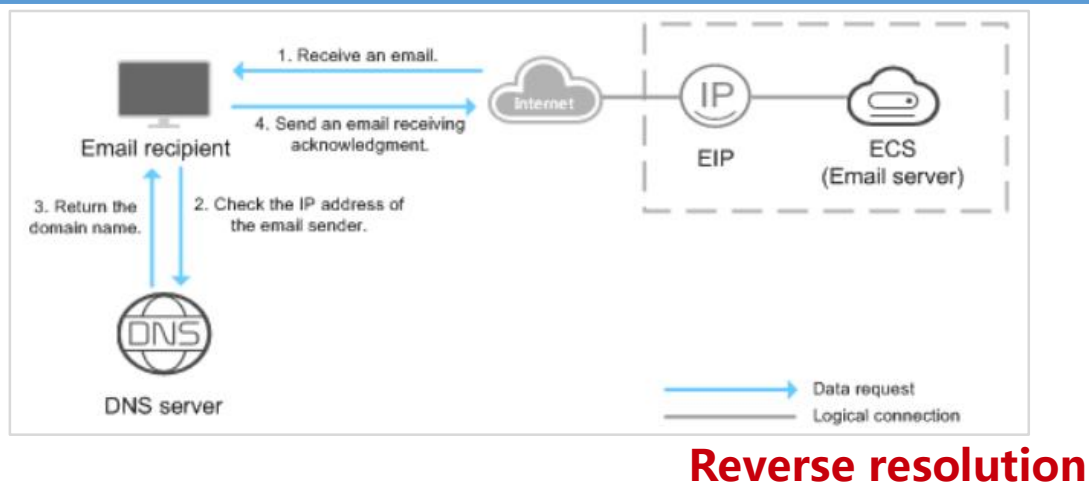 1. Receive an email.
Internet
IP
4. Send an email receiving
acknowledgment.
Email recipient
EIP
ECS
(Email server)
3. Return the
domain name.
2. Check the IP address of
the email sender.
DNS
DNS server
Data request
Logical connection
Reverse resolution